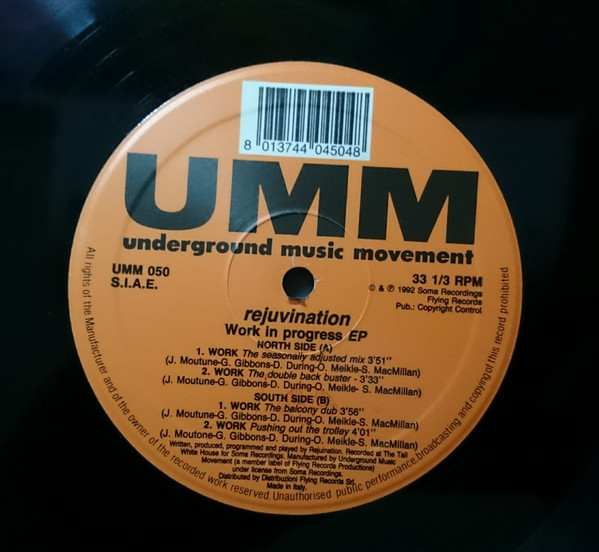 8 013744 045048
UMM
underground music movement
UMM 050
S.I.A.E.
33 1/3 RPM
© & ℗ 1992 Soma Recordings
Flying Records
Pub.: Copyright Control
rejuvination
Work in progress EP
NORTH SIDE (A)
1. WORK The seasonally adjusted mix 3'51"
(J. Moutune-G. Gibbons-D. During-O. Meikle-S. MacMillan)
2. WORK The double back buster - 3'33"
(J. Moutune-G. Gibbons-D. During-O. Meikle- S. MacMillan)
SOUTH SIDE (B)
1. WORK The balcony dub 3'56"
(J. Moutune-G. Gibbons-D. During-O. Meikle-S. MacMillan)
2. WORK Pushing out the trolley 4'01"
(J. Moutone-G. Gibbons-D. During-O. Meikle-S. MacMillan)
Written, produced, programmed and played by Rejuvination. Recorded at The Tail
White House for Soma Recordings. Manufactured by Underground Music
Movement (a member label of Flying Records Productions)
under license from Soma Recordings.
Distributed by Distribuzioni Flying Records Srl.
Made in Italy.
All rights of the Manufacturer and of the owner of the recorded work reserved. Unauthorised public performance, broadcasting and copying of this record prohibited